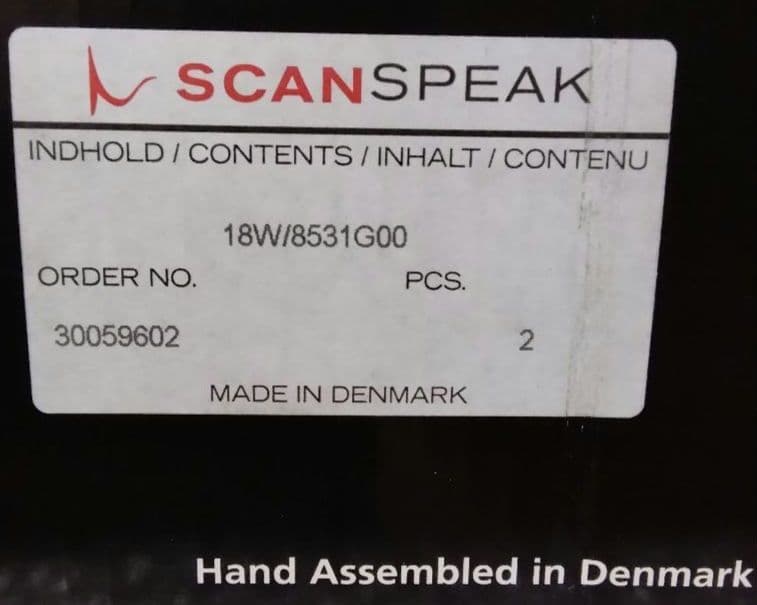 SCANSPEAK
INDHOLD / CONTENTS / INHALT / CONTENU
18W/8531G00
ORDER NO. PCS.
30059602 2
MADE IN DENMARK
Hand Assembled in Denmark